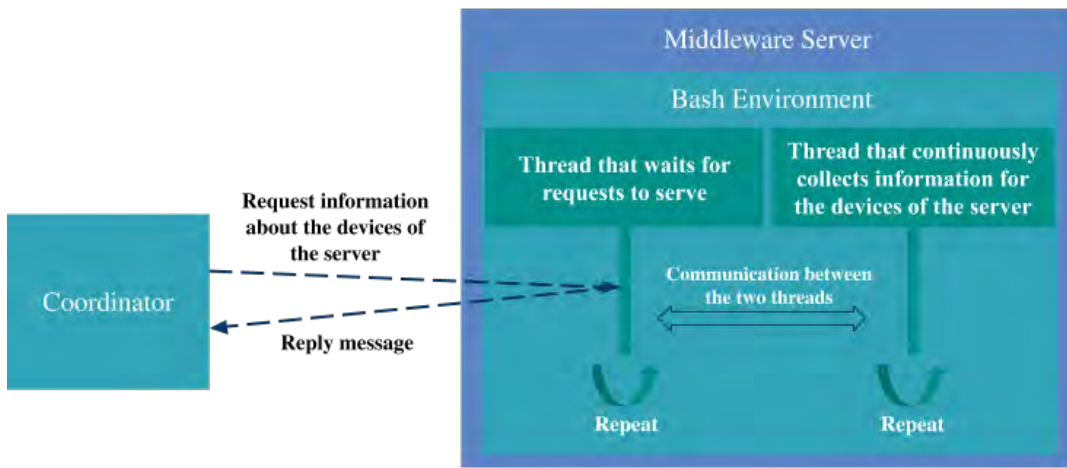 Middleware Server
Bash Environment
Thread that waits for
requests to serve
Thread that continuously
collects information for
the devices of the server
Request information
about the devices of
the server
Coordinator
Communication between
the two threads
Reply message
Repeat
Repeat